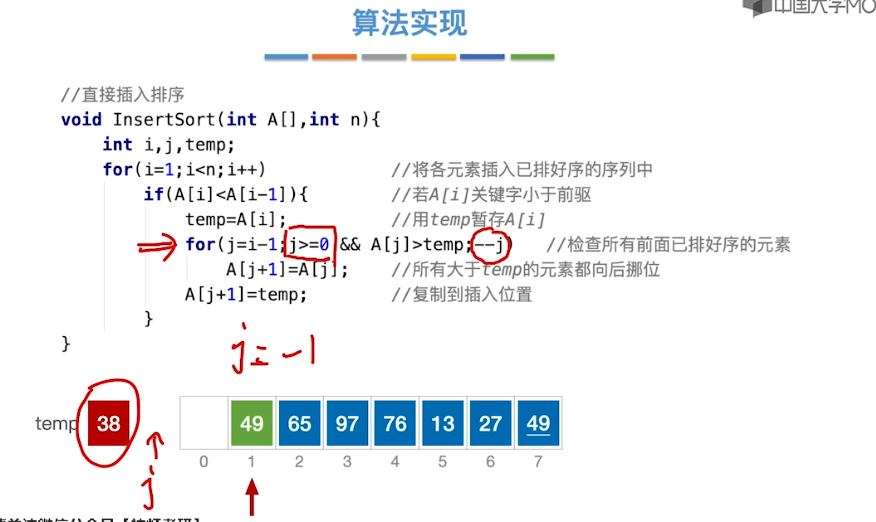 中国大学MO
算法实现
//直接插入排序
void InsertSort(int A[],int n){
int i,j,temp;
for(i=1;i<n;i++) //将各元素插入已排好序的序列中
if(A[i]<A[i-1]){ //若A[i]关键字小于前驱
temp=A[i]; //用temp暂存A[i]
for(j=i-1;j>=0 && A[j]>temp;--j) //检查所有前面已排好序的元素
A[j+1]=A[j]; //所有大于temp的元素都向后挪位
A[j+1]=temp; //复制到插入位置
}
}
j=-1
temp 38 49 65 97 76 13 27 49
0 1 2 3 4 5 6 7
j